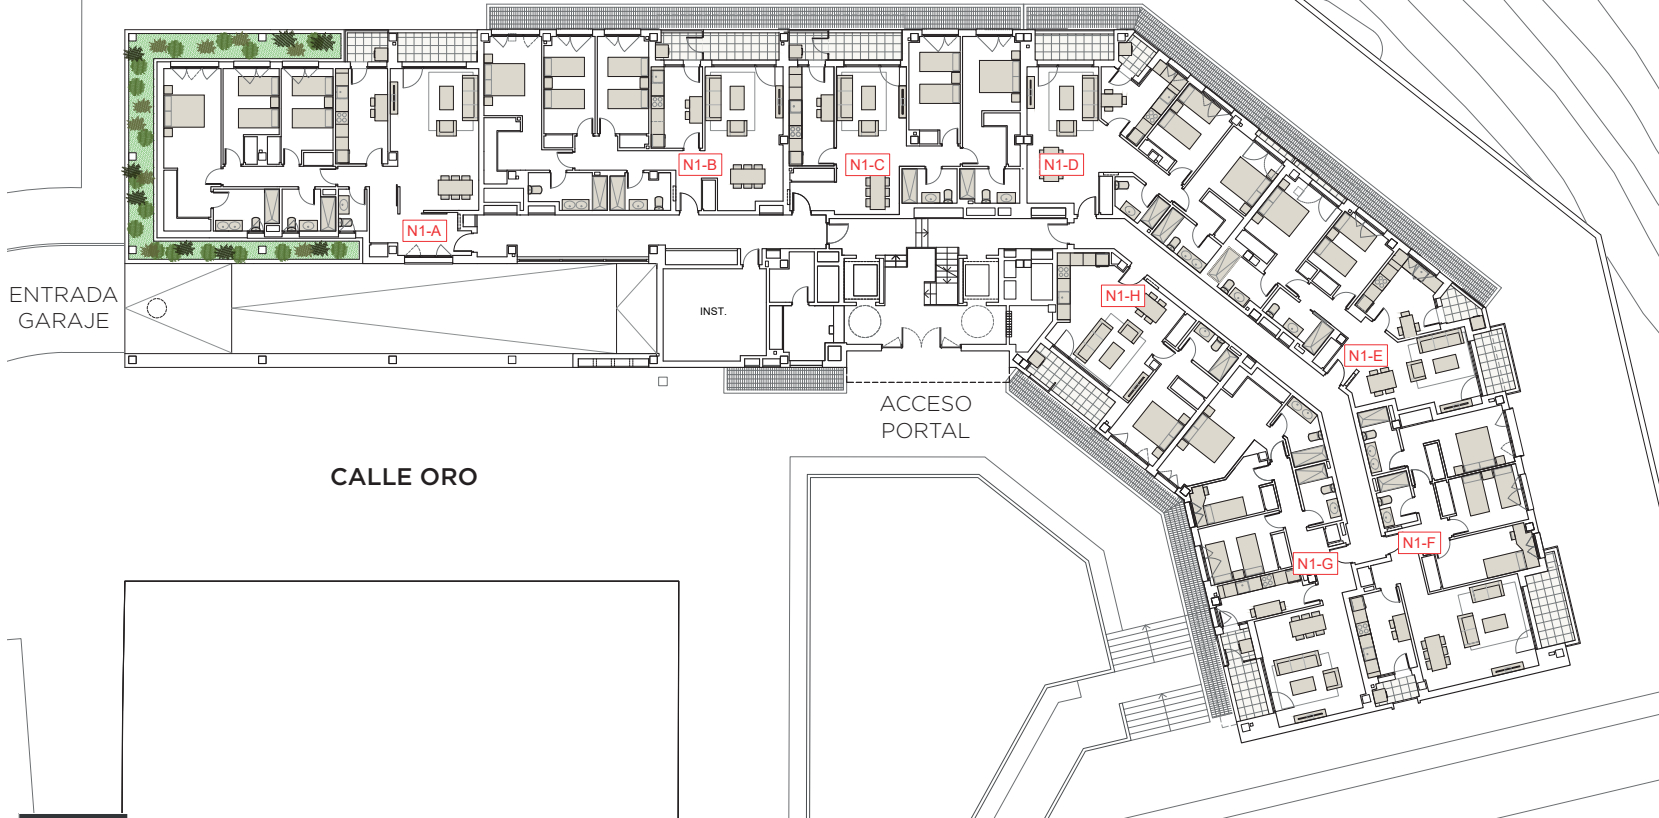 N1-A
N1-B
N1-C
N1-D
N1-H
N1-E
N1-F
N1-G
INST.
ENTRADA
GARAJE
ACCESO
PORTAL
CALLE ORO